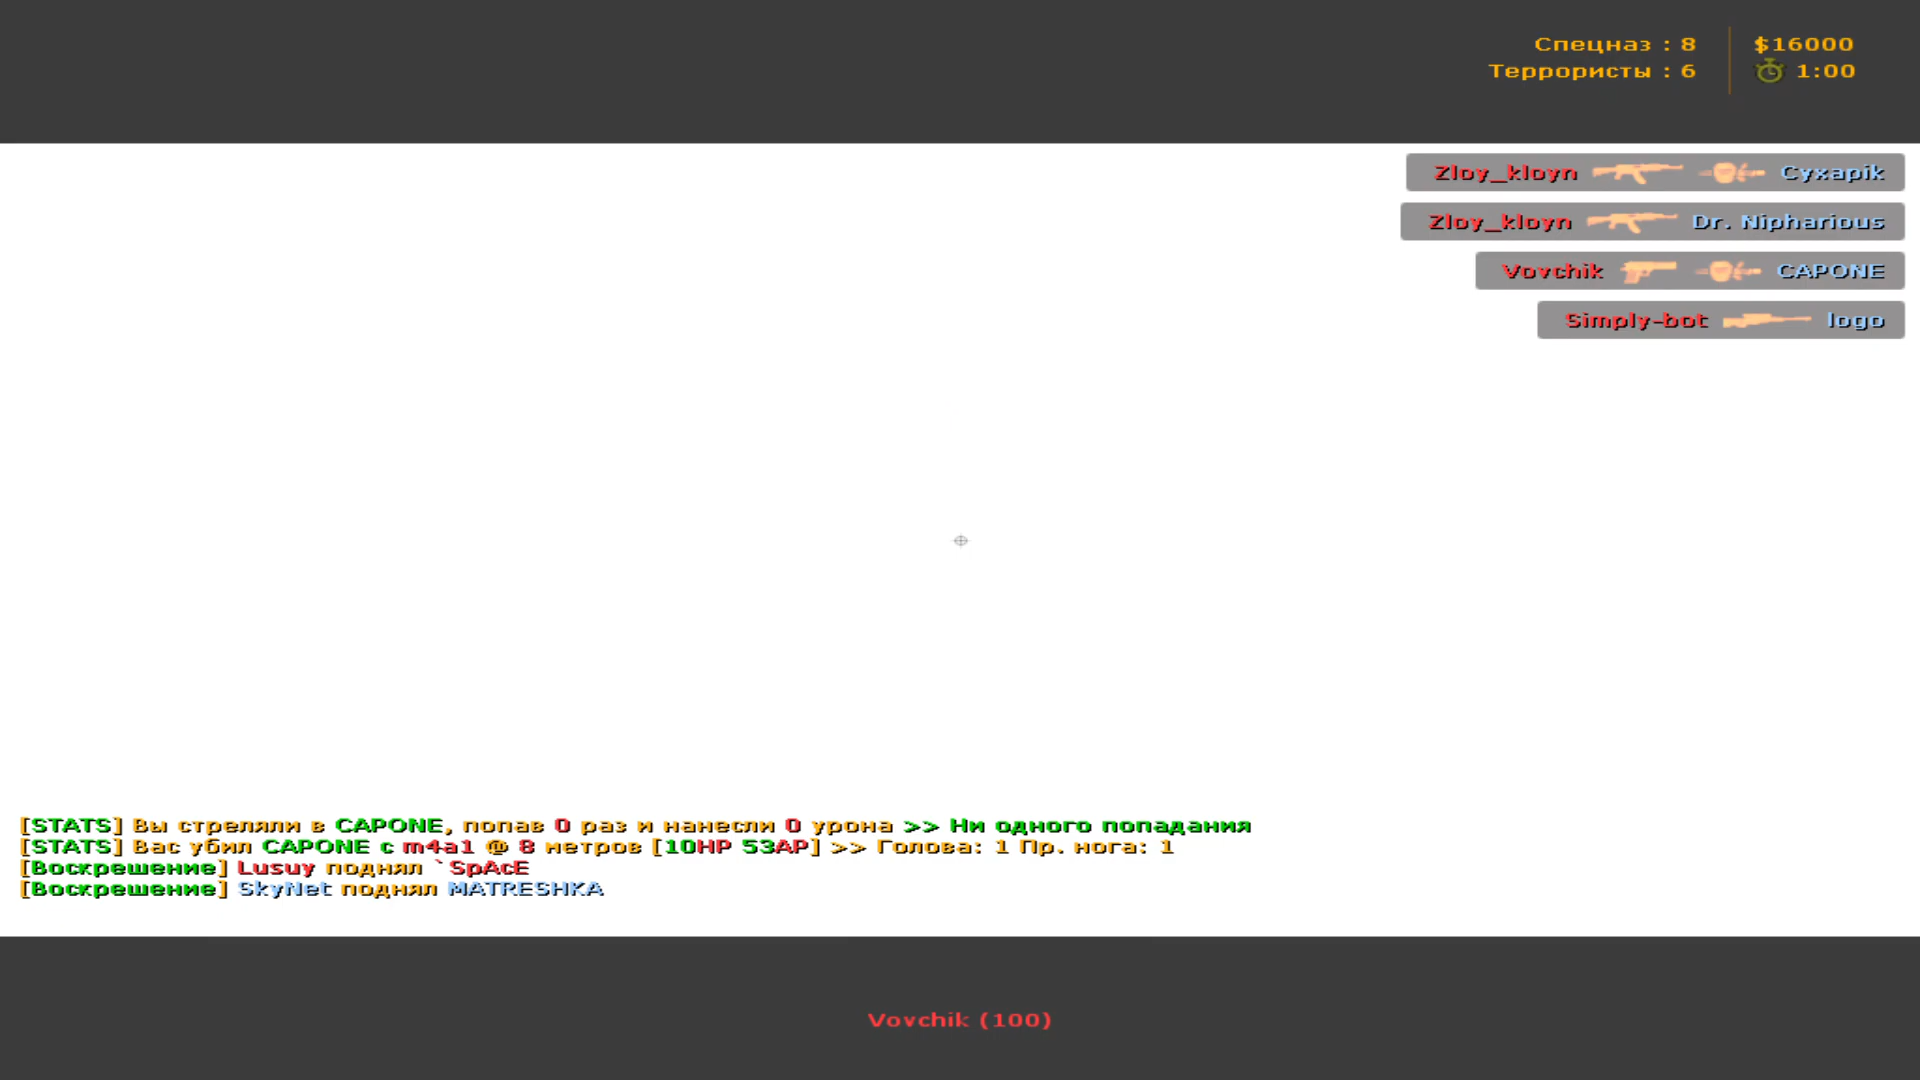 Спецназ : 8 $16000
Террористы : 6 1:00
Zloy_kloyn Cyxapik
Zloy_kloyn Dr. Nipharious
Vovchik CAPONE
Simply-bot logo
[STATS] Вы стреляли в CAPONE, попав 0 раз и нанесли 0 урона >> Ни одного попадания
[STATS] Вас убил CAPONE с m4a1 @ 8 метров [10HP 53AP] >> Голова: 1 Пр. нога: 1
[Воскрешение] Lusuy поднял `SpAcE
[Воскрешение] SkyNet поднял MATRESHKA
Vovchik (100)